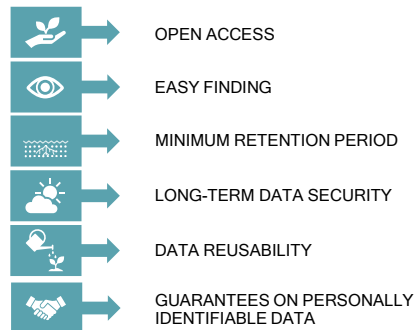 OPEN ACCESS
EASY FINDING
MINIMUM RETENTION PERIOD
LONG-TERM DATA SECURITY
DATA REUSABILITY
GUARANTEES ON PERSONALLY
IDENTIFIABLE DATA